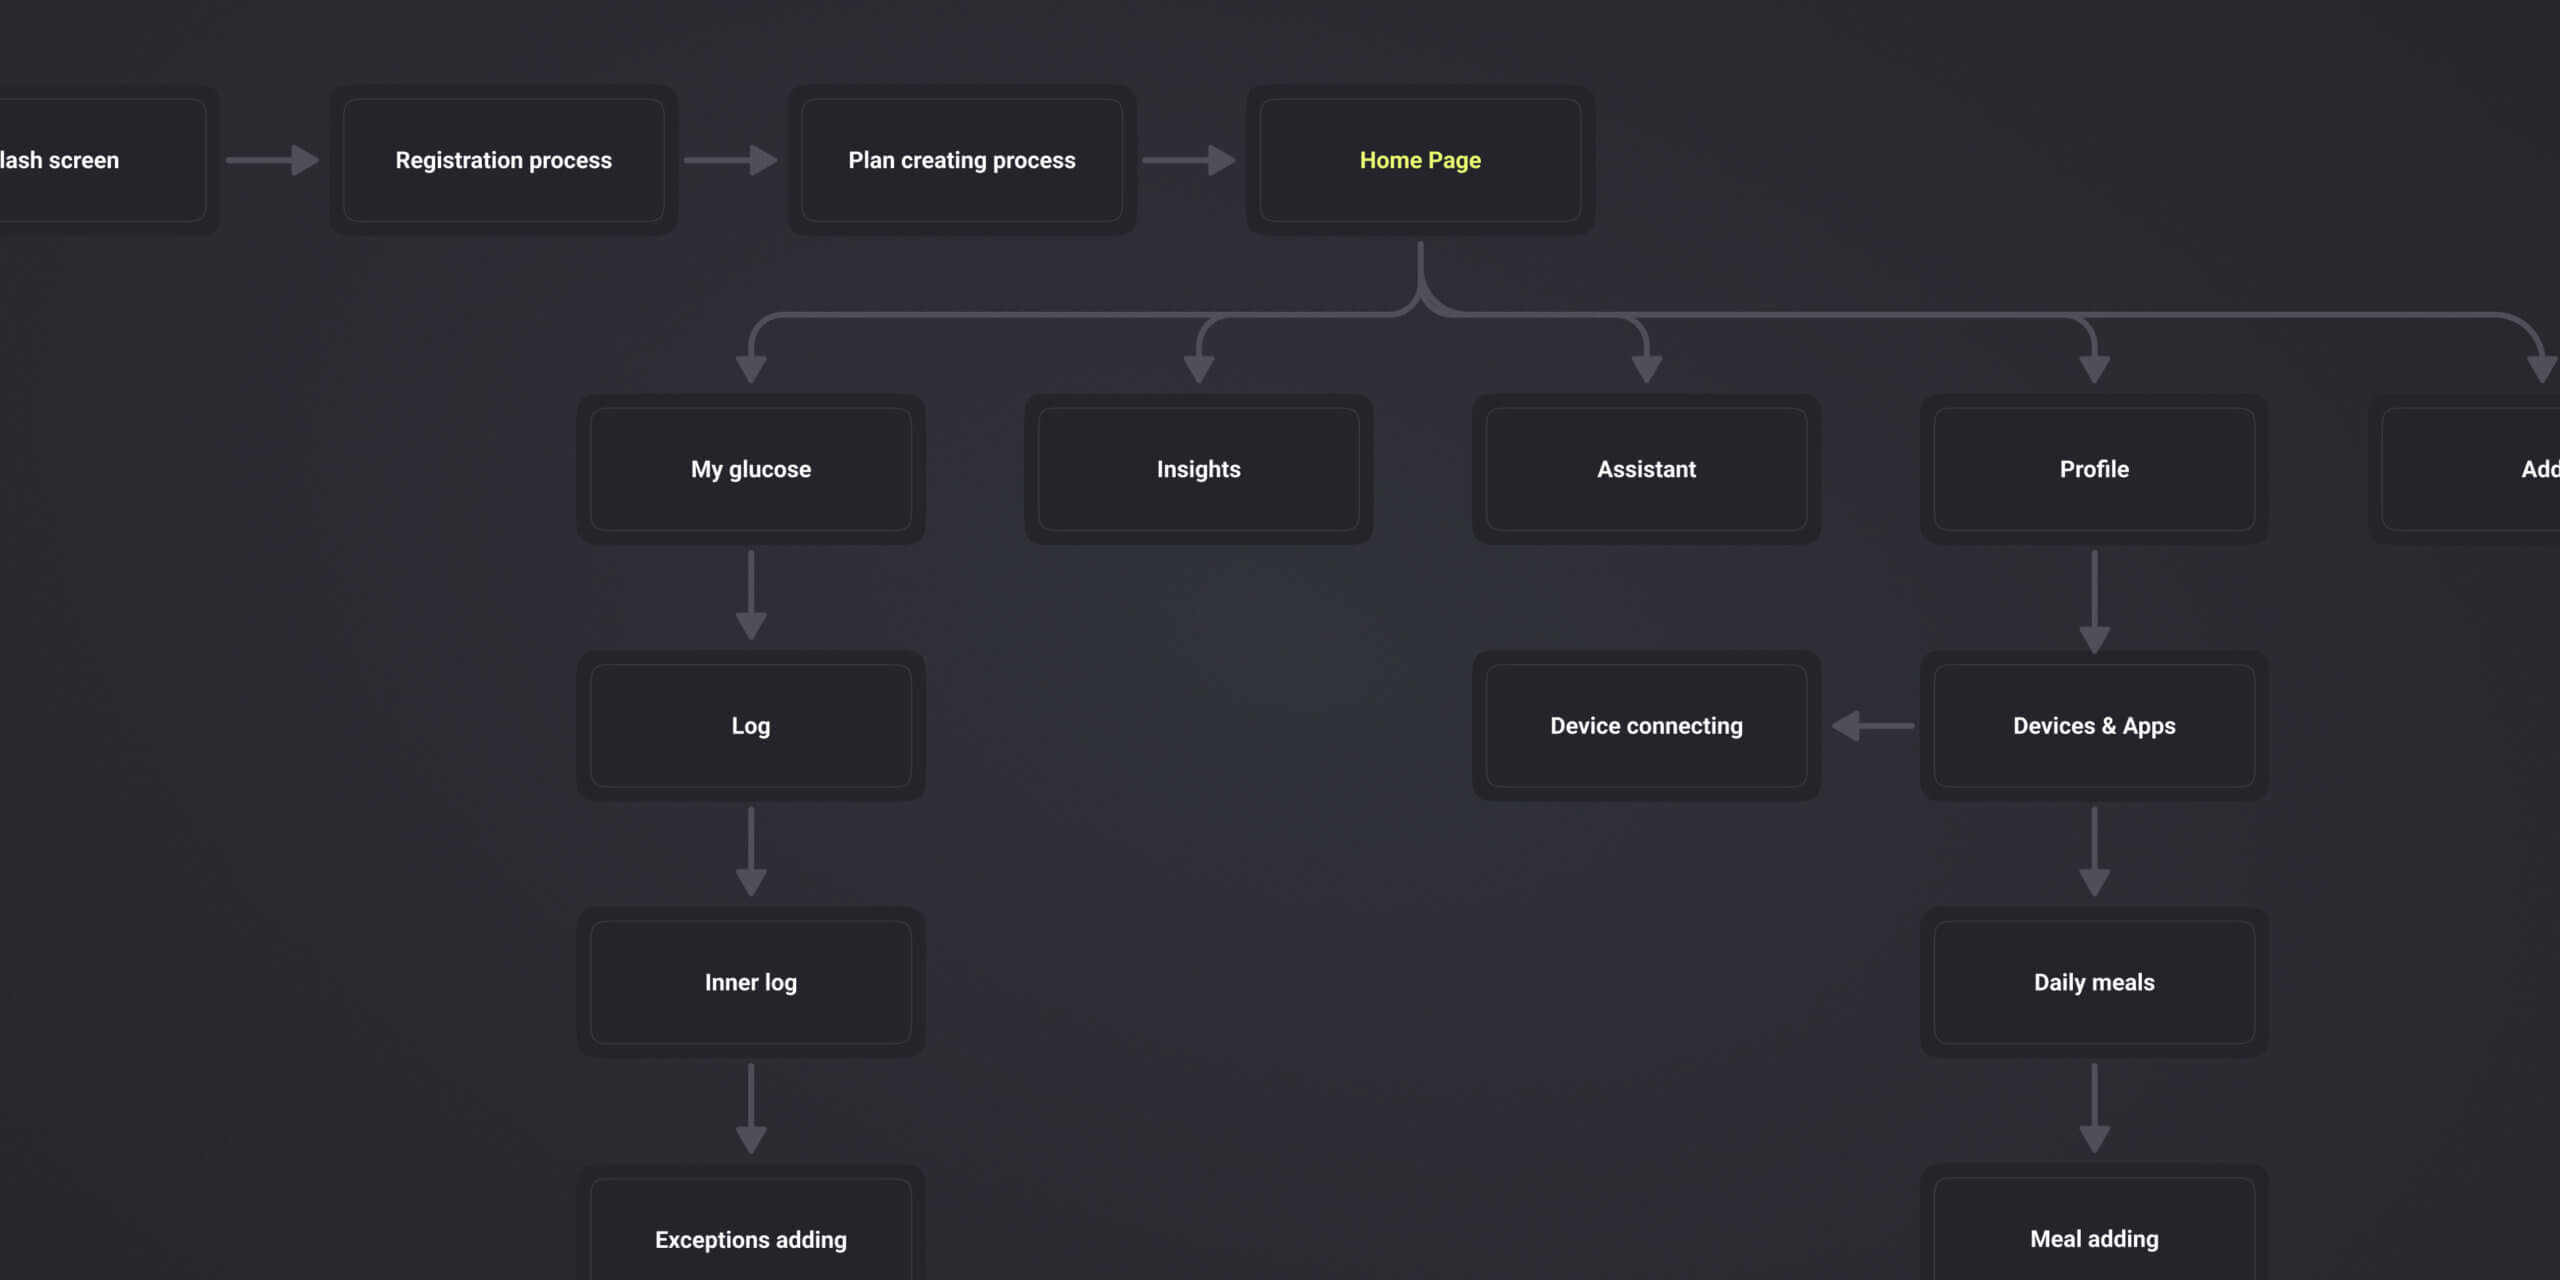 lash screen
Registration process
Plan creating process
Home Page
My glucose
Insights
Assistant
Profile
Add
Log
Device connecting
Devices & Apps
Inner log
Daily meals
Exceptions adding
Meal adding